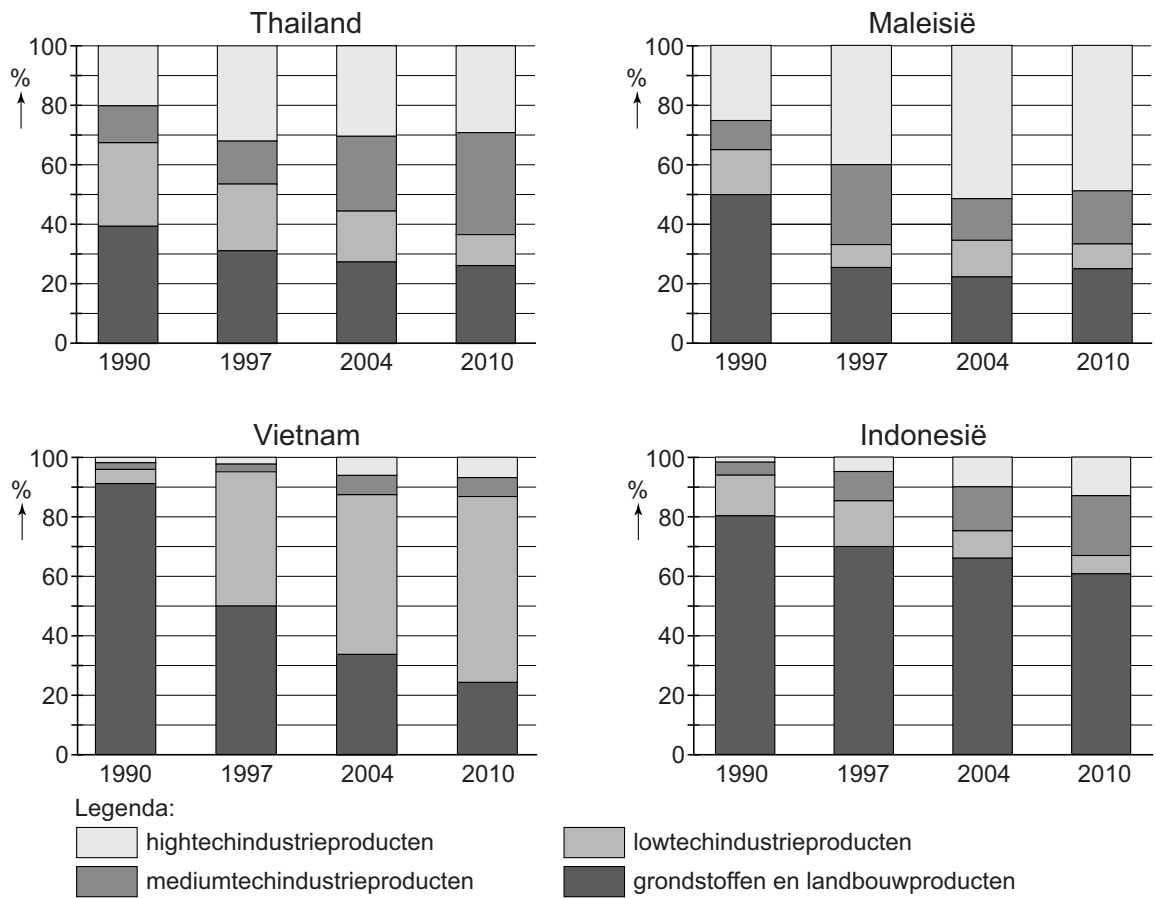 Thailand
Maleisië
100
%
80
60
40
20
0
1990 1997 2004 2010
100
%
80
60
40
20
0
1990 1997 2004 2010
Vietnam
Indonesië
100
%
80
60
40
20
0
1990 1997 2004 2010
100
%
80
60
40
20
0
1990 1997 2004 2010
Legenda:
hightechindustrieproducten
lowtechindustrieproducten
mediumtechindustrieproducten
grondstoffen en landbouwproducten